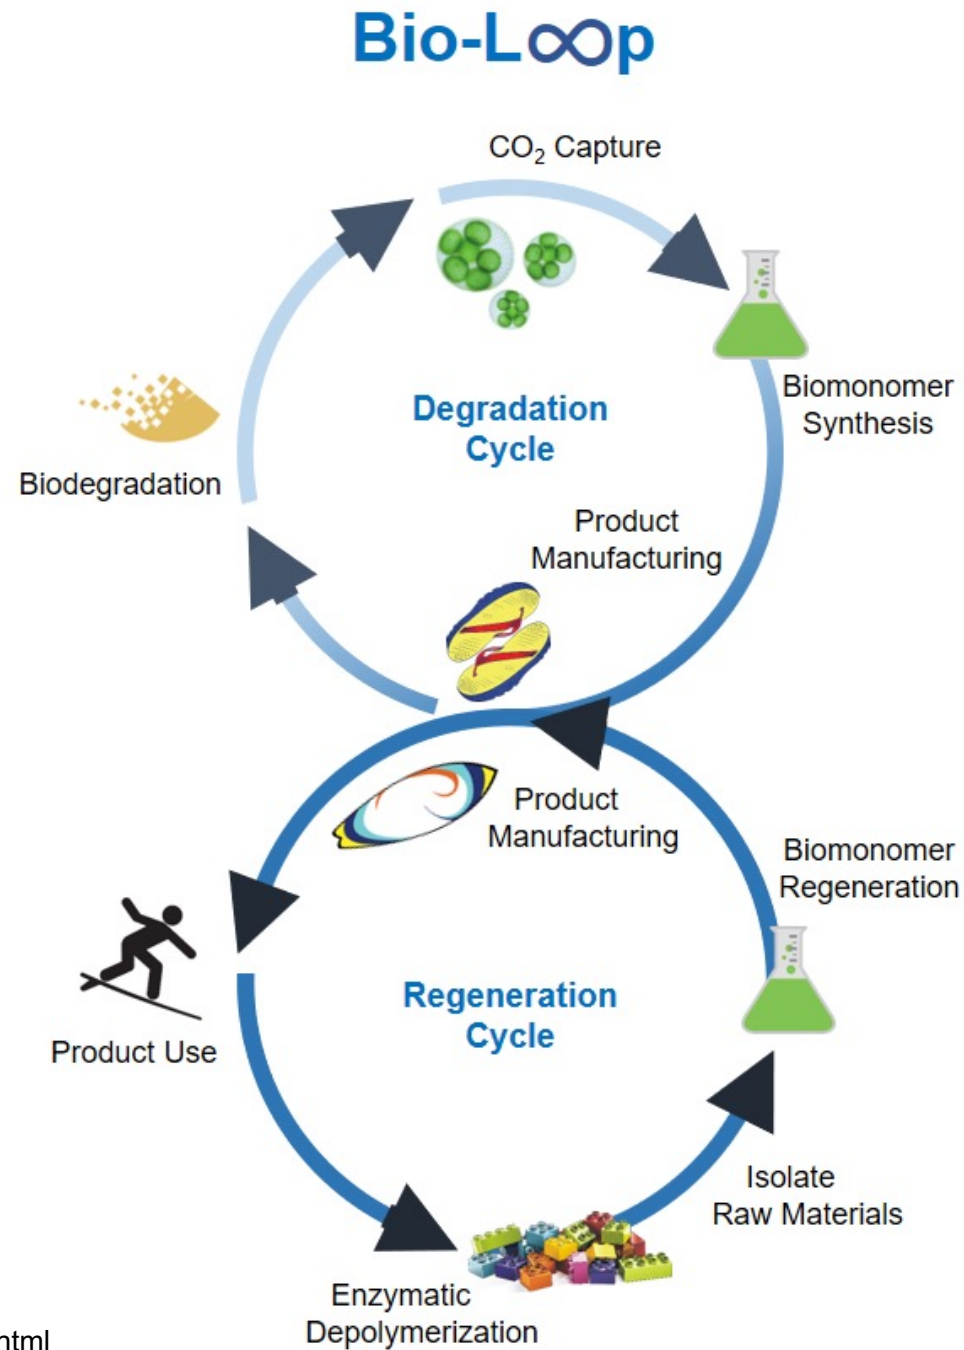 Bio-Loop
CO₂ Capture
Degradation
Cycle
Biomonomer
Synthesis
Biodegradation
Product
Manufacturing
Product
Manufacturing
Biomonomer
Regeneration
Regeneration
Cycle
Product Use
Isolate
Raw Materials
Enzymatic
Depolymerization
html